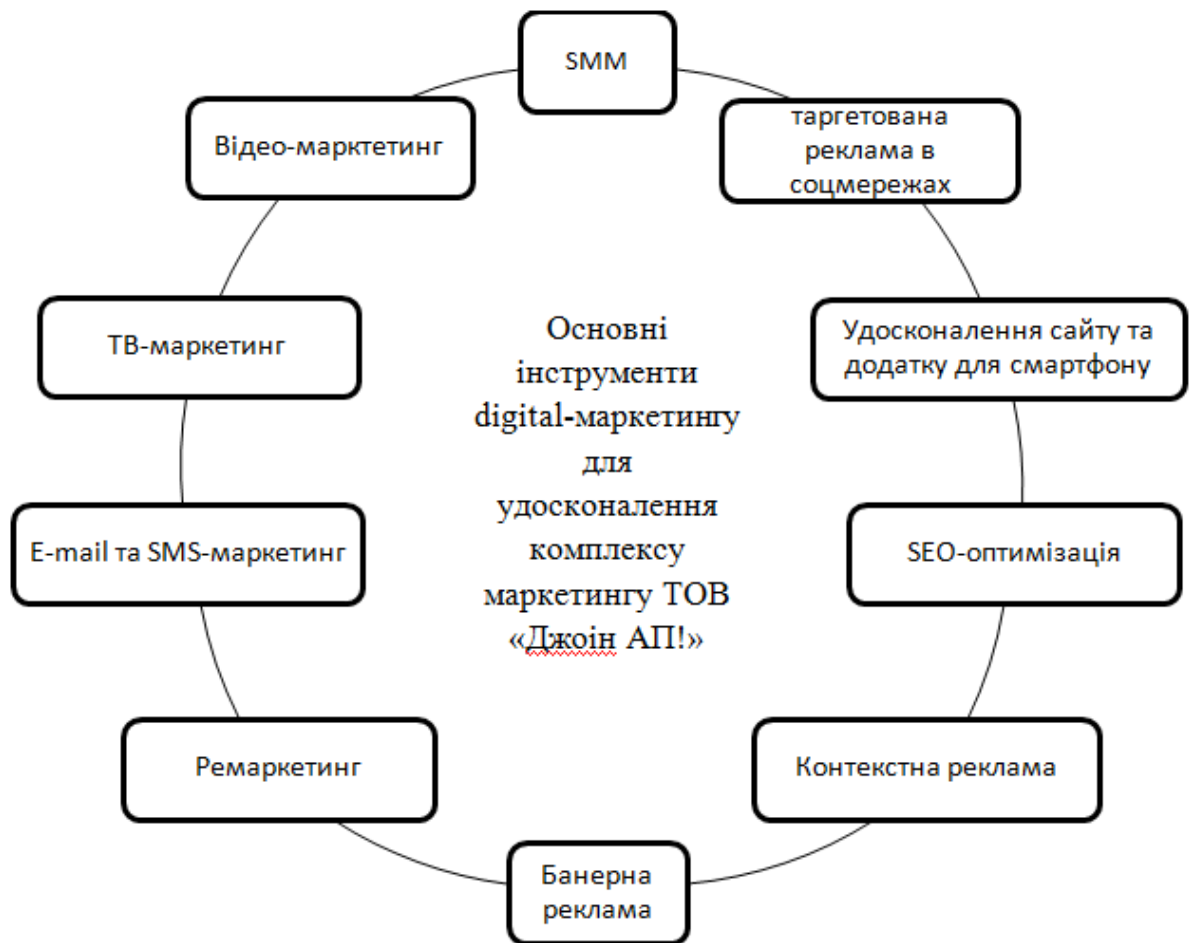 SMM
таргетована
реклама в
соцмережах
Удосконалення сайту та
додатку для смартфону
SEO-оптимізація
Контекстна реклама
Банерна
реклама
Ремаркетинг
E-mail та SMS-маркетинг
ТВ-маркетинг
Відео-марктетинг
Основні
інструменти
digital-маркетингу
для
удосконалення
комплексу
маркетингу ТОВ
«Джоін АП!»